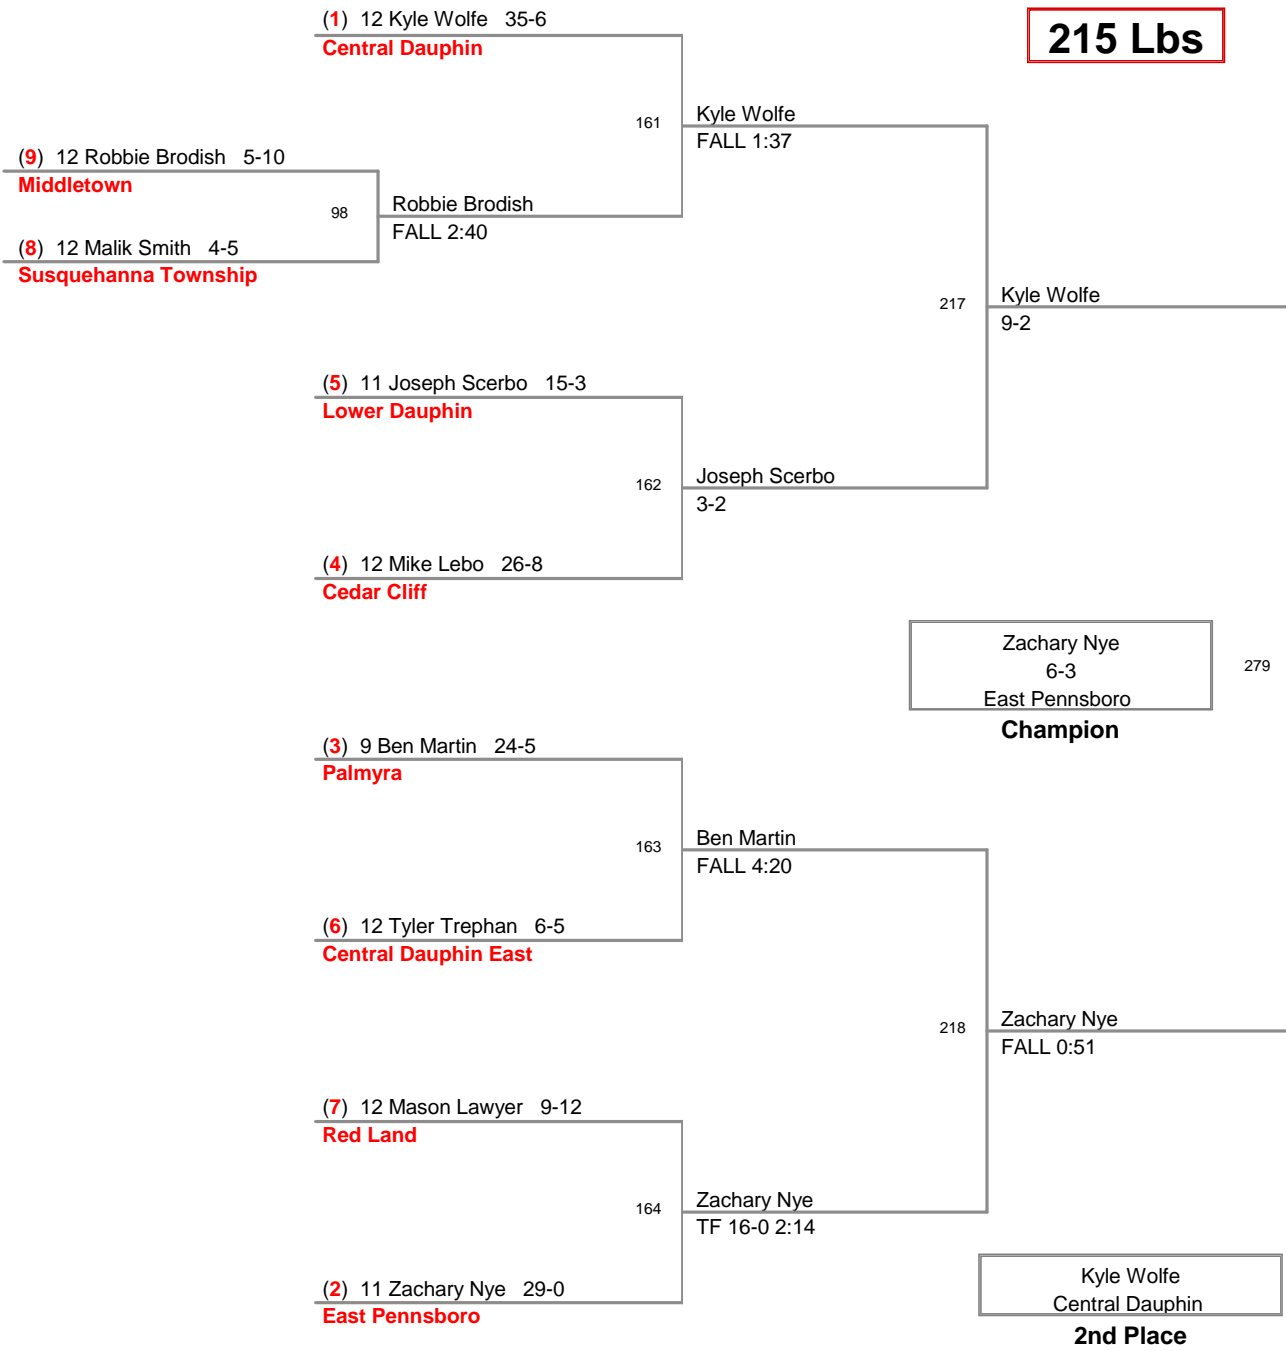 (1) 12 Kyle Wolfe 35-6
Central Dauphin
215 Lbs
161
Kyle Wolfe
FALL 1:37
(9) 12 Robbie Brodish 5-10
Middletown
98
Robbie Brodish
FALL 2:40
(8) 12 Malik Smith 4-5
Susquehanna Township
217
Kyle Wolfe
9-2
(5) 11 Joseph Scerbo 15-3
Lower Dauphin
162
Joseph Scerbo
3-2
(4) 12 Mike Lebo 26-8
Cedar Cliff
Zachary Nye
6-3
East Pennsboro
279
Champion
(3) 9 Ben Martin 24-5
Palmyra
163
Ben Martin
FALL 4:20
(6) 12 Tyler Trephan 6-5
Central Dauphin East
218
Zachary Nye
FALL 0:51
(7) 12 Mason Lawyer 9-12
Red Land
164
Zachary Nye
TF 16-0 2:14
(2) 11 Zachary Nye 29-0
East Pennsboro
Kyle Wolfe
Central Dauphin
2nd Place